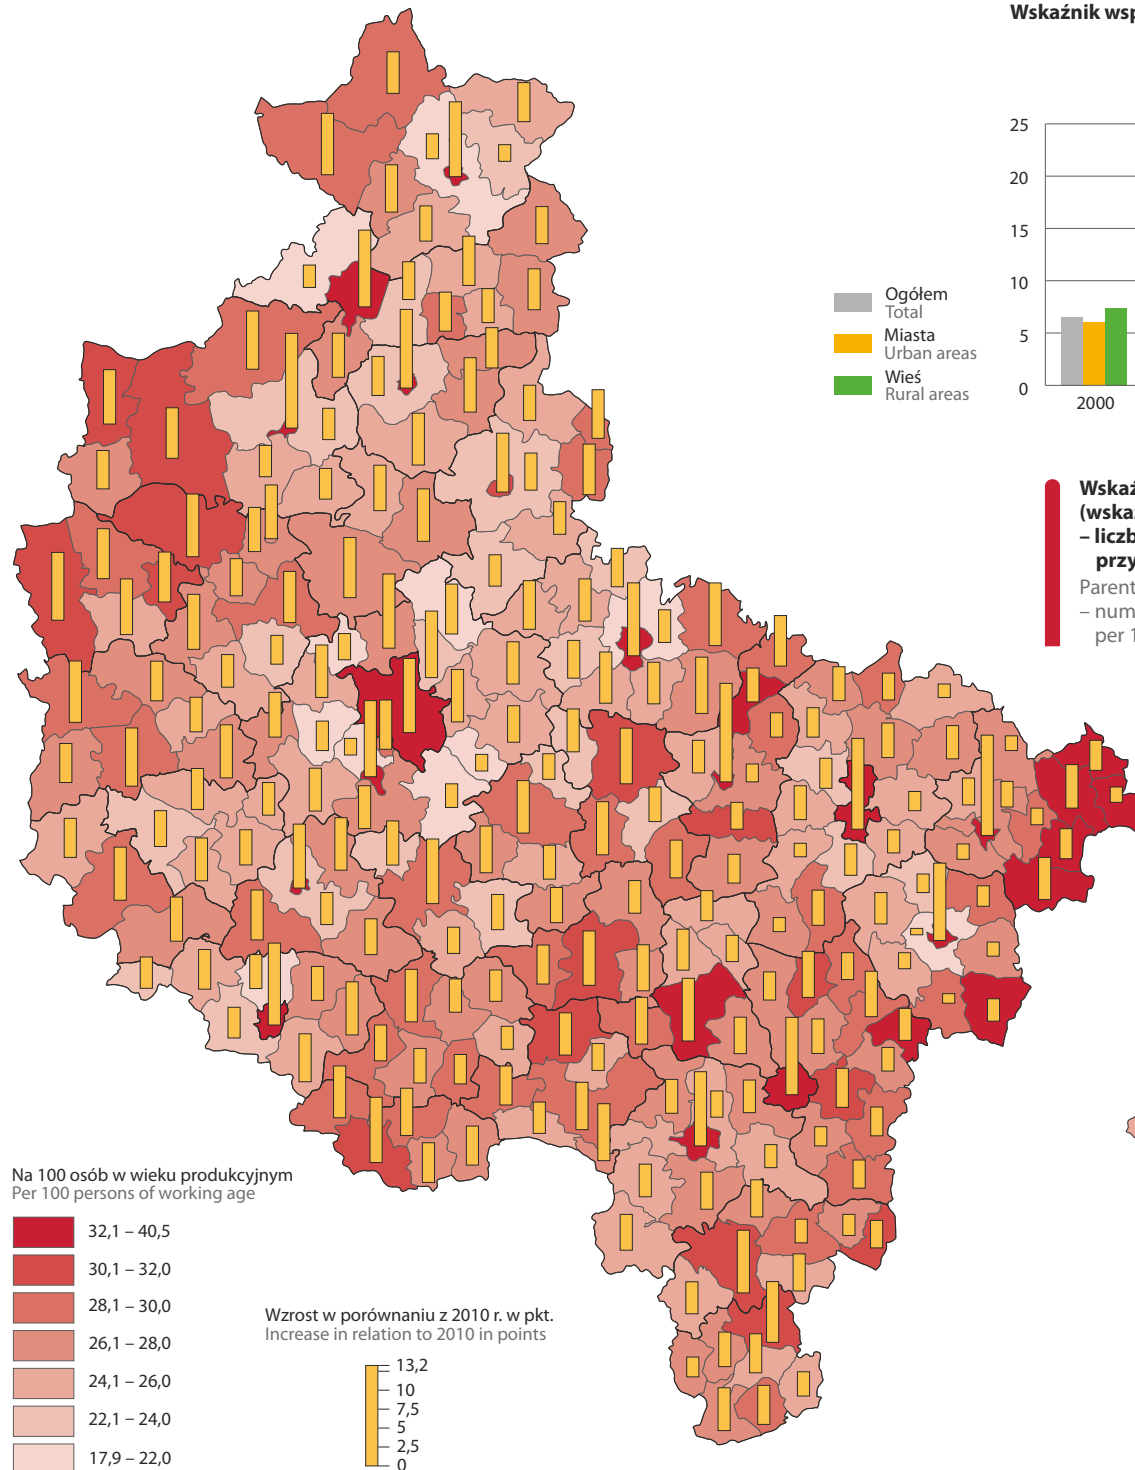 Wskaźnik wsp
25
20
15
10
5
0
2000
Ogółem
Total
Miasta
Urban areas
Wieś
Rural areas
Wskaź
(wskaź
– liczb
przy
Parent
– num
per 1
Na 100 osób w wieku produkcyjnym
Per 100 persons of working age
32,1 – 40,5
30,1 – 32,0
28,1 – 30,0
26,1 – 28,0
24,1 – 26,0
22,1 – 24,0
17,9 – 22,0
Wzrost w porównaniu z 2010 r. w pkt.
Increase in relation to 2010 in points
13,2
10
7,5
5
2,5
0